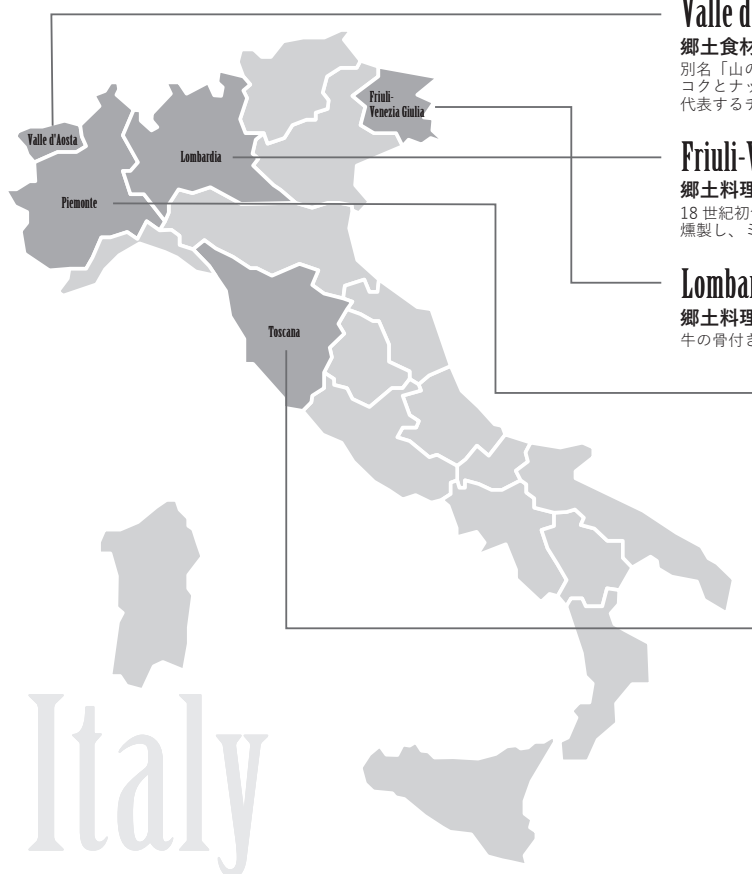 Valle d
郷土食材
別名「山の
コクとナッ
代表するチ
Friuli-V
郷土料理
18 世紀初
燻製し、ミ
Lombar
郷土料理
牛の骨付き
Valle d'Aosta
Piemonte
Lombardia
Friuli-
Venezia Giulia
Toscana
Italy